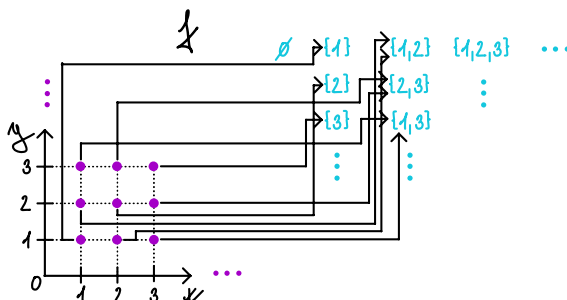 f
∅ {1} {1,2} {1,2,3} ...
{2} {2,3}
{3} {1,3}
y
3
2
1
0 1 2 3 x ...